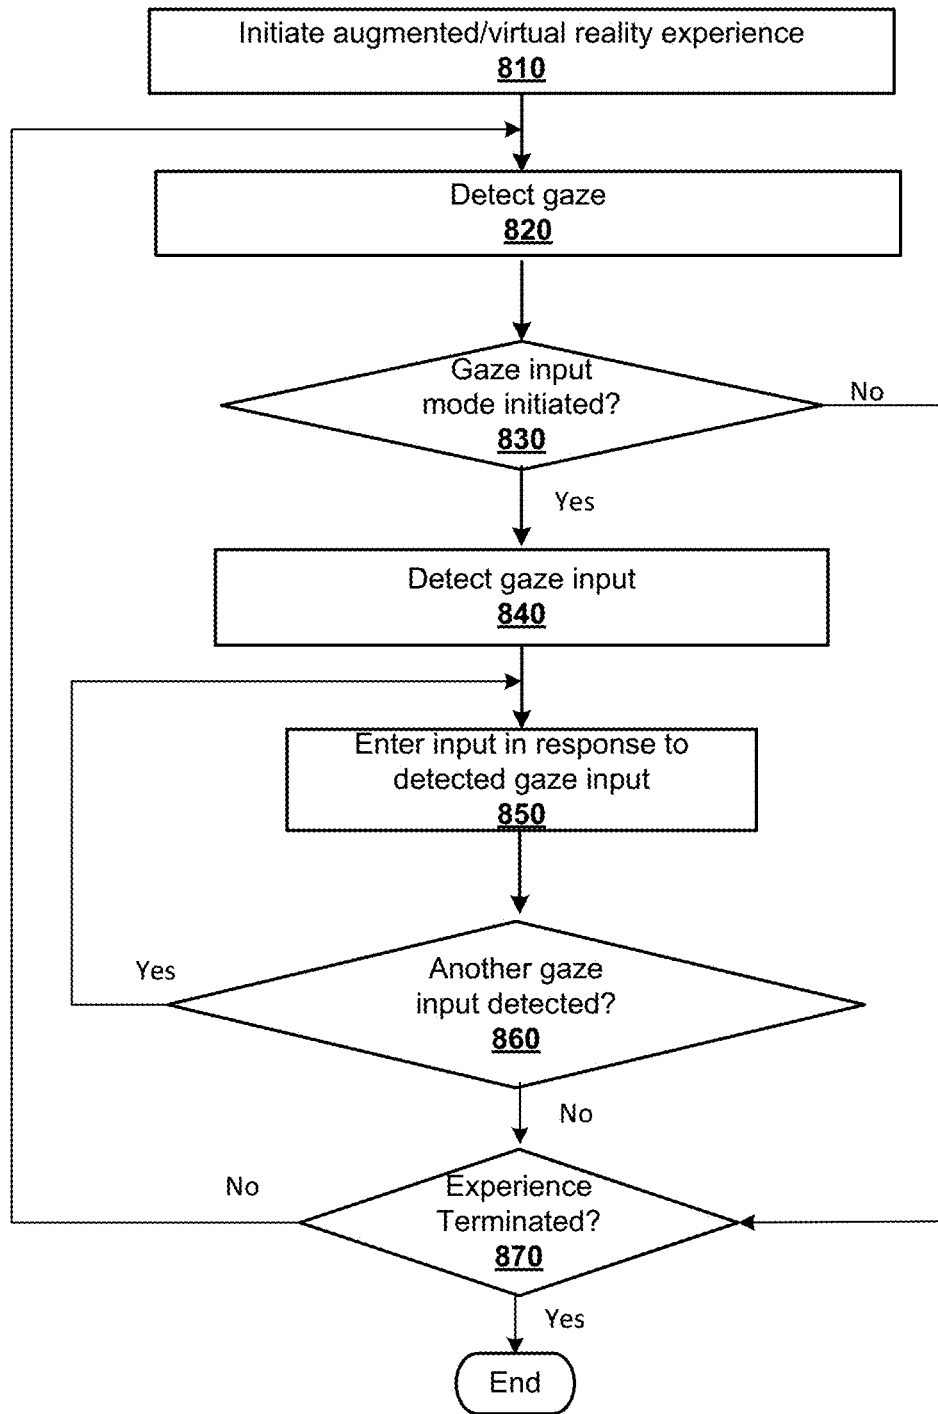 Initiate augmented/virtual reality experience
810
Detect gaze
820
Gaze input
mode initiated?
830
No
Yes
Detect gaze input
840
Enter input in response to
detected gaze input
850
Yes
Another gaze
input detected?
860
No
No
Experience
Terminated?
870
Yes
End